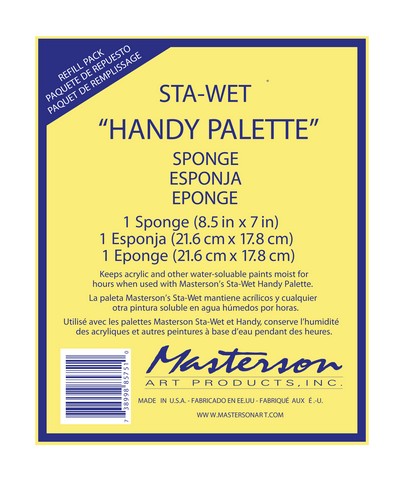 REFILL PACK
PAQUETE DE REPUESTO
PAQUET DE REMPLISSAGE
STA-WET
“HANDY PALETTE”
SPONGE
ESPONJA
EPONGE
1 Sponge (8.5 in x 7 in)
1 Esponja (21.6 cm x 17.8 cm)
1 Eponge (21.6 cm x 17.8 cm)
Keeps acrylic and other water-soluable paints moist for
hours when used with Masterson's Sta-Wet Handy Palette.
La paleta Masterson's Sta-Wet mantiene acrílicos y cualquier
otra pintura soluble en agua húmedos por horas.
Utilisé avec les palettes Masterson Sta-Wet et Handy, conserve l'humidité
des acryliques et autres peintures à base d'eau pendant des heures.
Masterson
ART PRODUCTS, INC.
MADE IN U.S.A. - FABRICADO EN EE.UU - FABRIQUÉ AUX É.-U.
WWW.MASTERSONART.COM
7 38998 85751 0